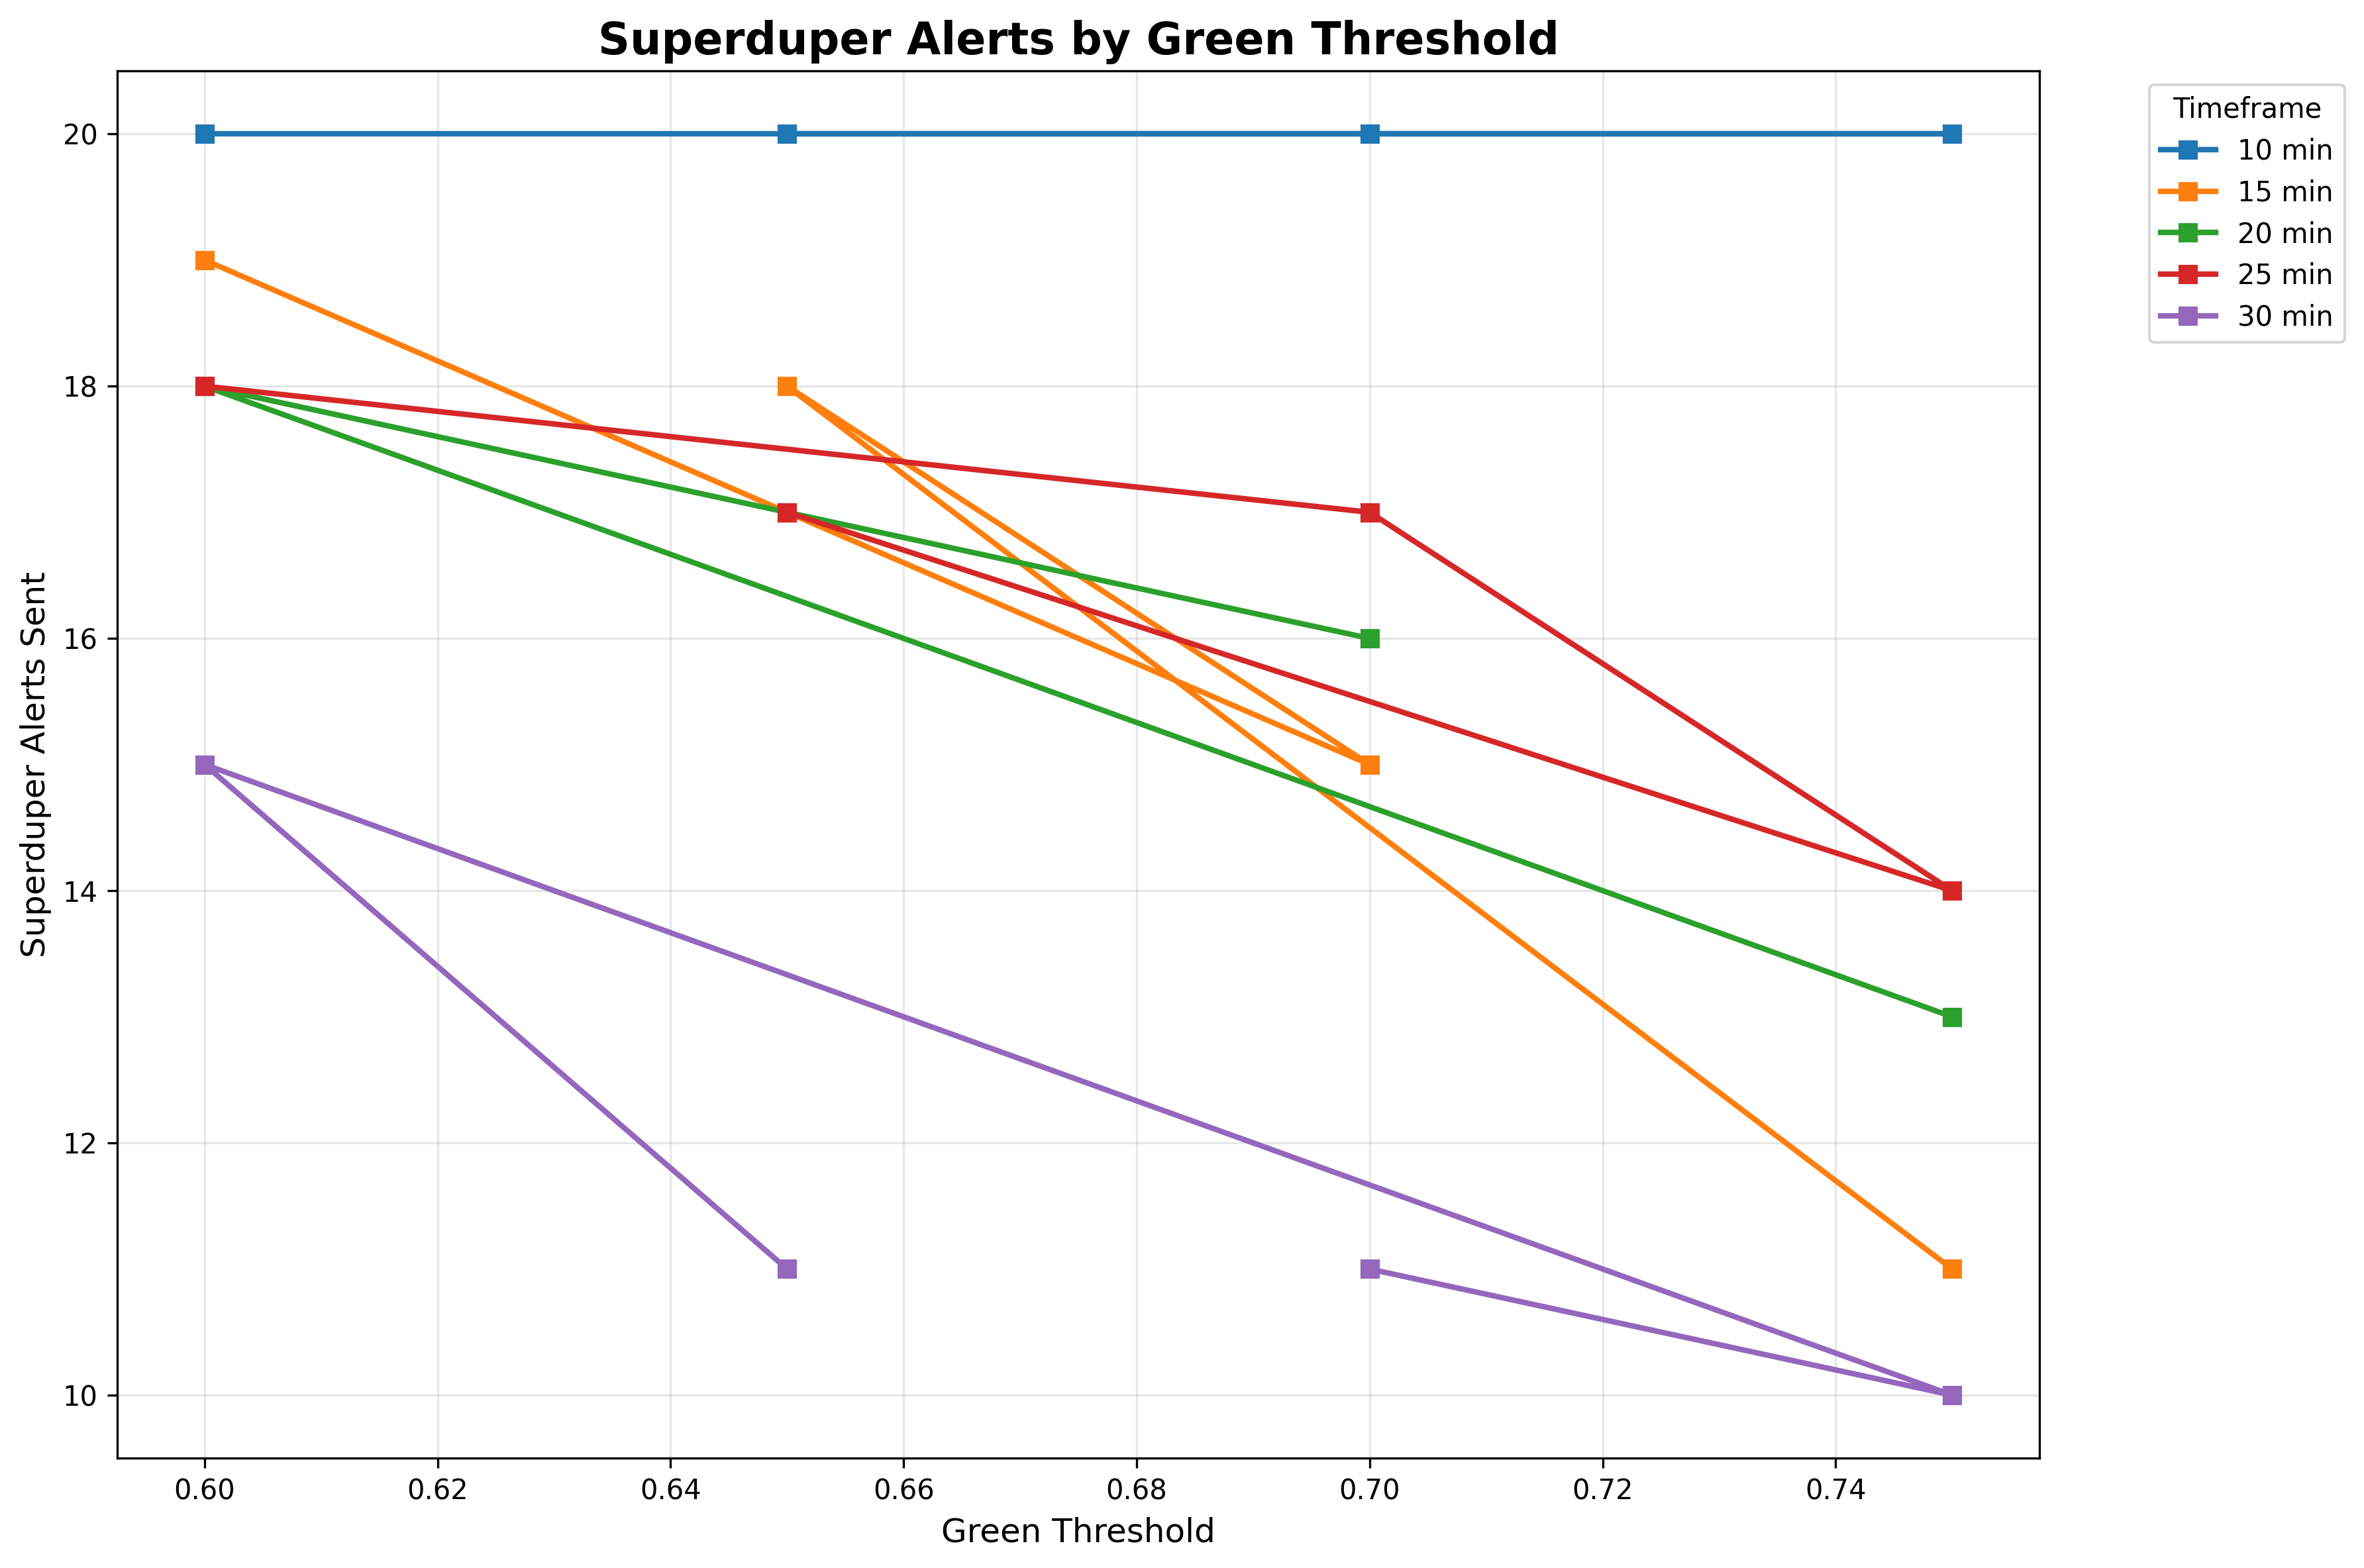 Superduper Alerts by Green Threshold
Timeframe
10 min
15 min
20 min
25 min
30 min
Superduper Alerts Sent
20
18
16
14
12
10
0.60 0.62 0.64 0.66 0.68 0.70 0.72 0.74
Green Threshold